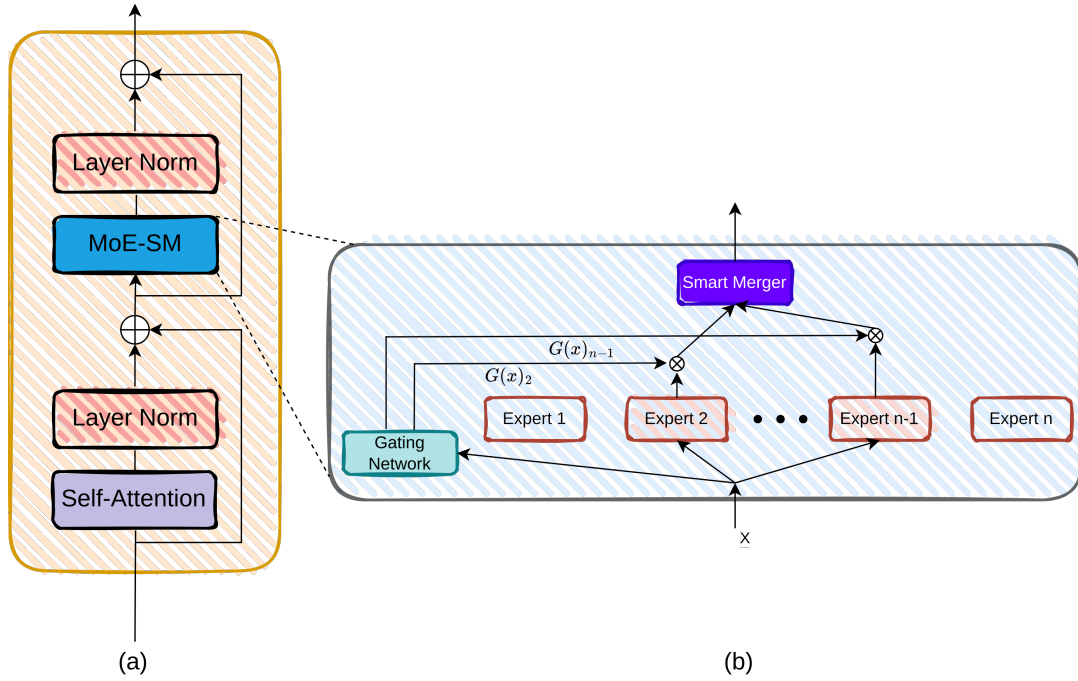 Layer Norm
MoE-SM
Layer Norm
Self-Attention
(a)
Smart Merger
G(x)ₙ₋₁
G(x)₂
Expert 1
Expert 2
Expert n-1
Expert n
Gating
Network
X
(b)